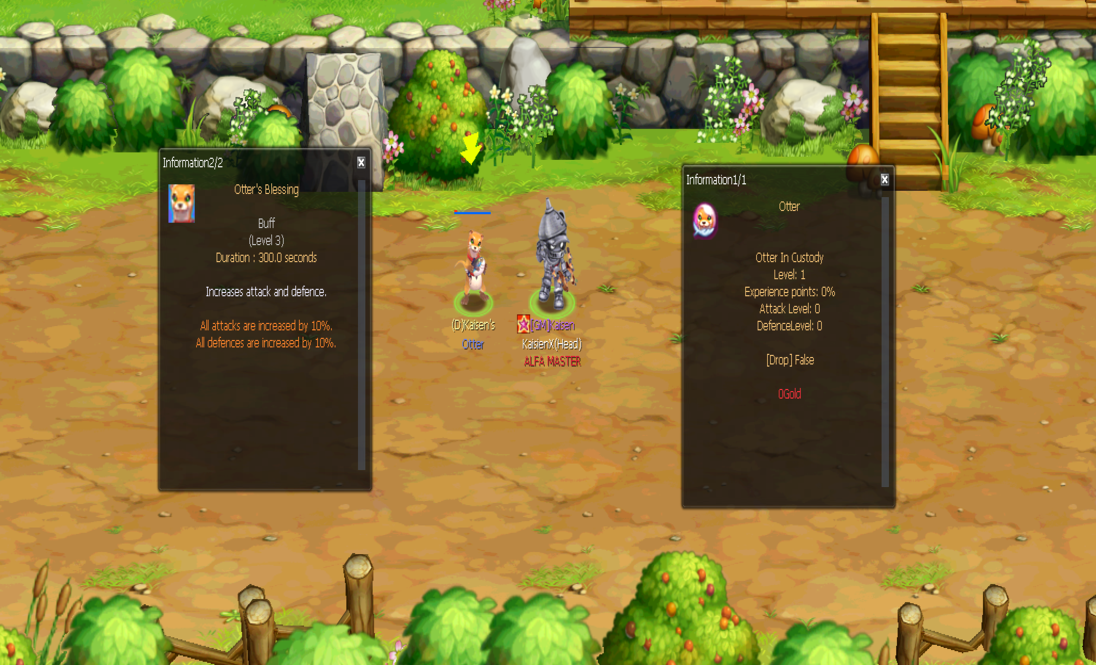 Information2/2
Otter's Blessing
Buff
(Level 3)
Duration : 300.0 seconds
Increases attack and defence.
All attacks are increased by 10%.
All defences are increased by 10%.
(D)Kaisen's
Otter
[GM]Kaisen
KaisienX(Head)
ALFA MASTER
Information1/1
Otter
Otter In Custody
Level: 1
Experience points: 0%
Attack Level: 0
DefenceLevel: 0
[Drop] False
0Gold